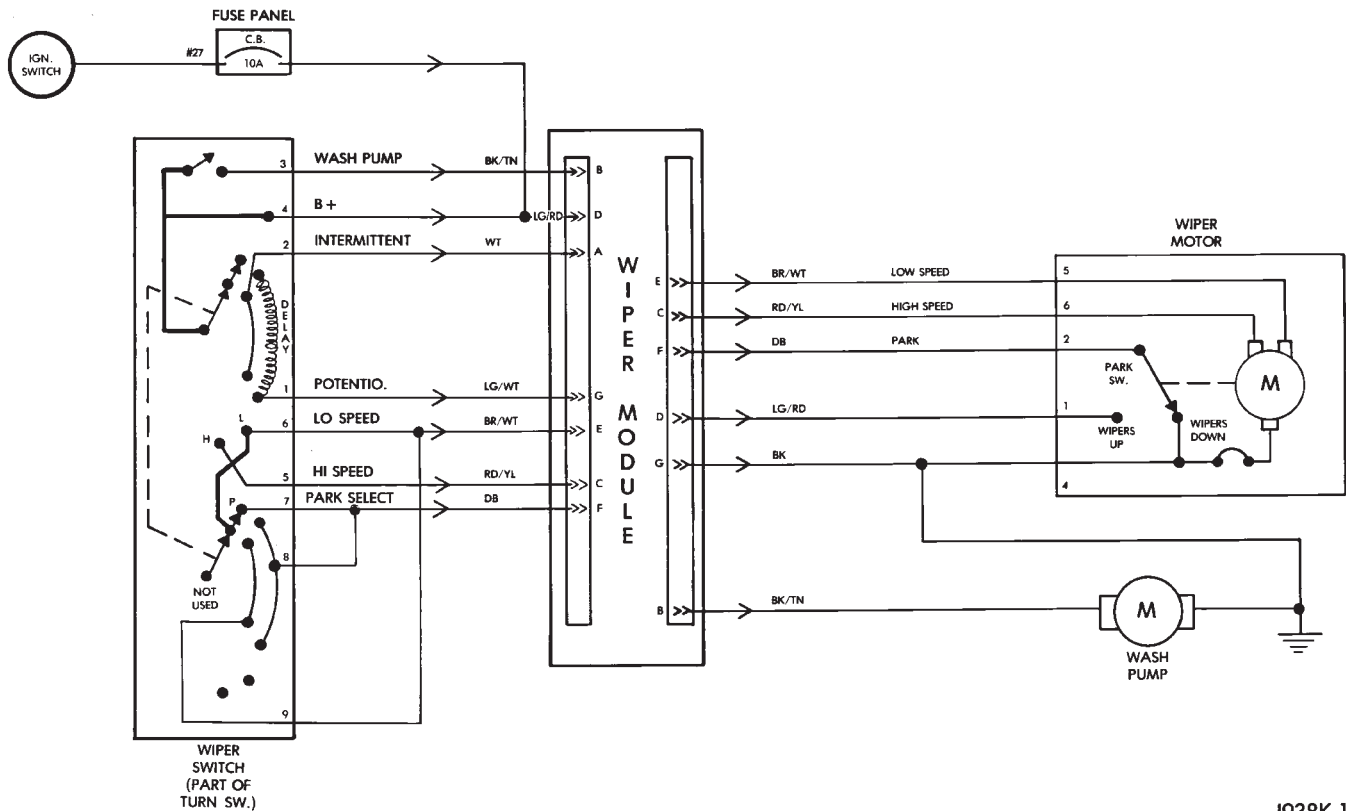 FUSE PANEL
IGN.
SWITCH
#27
C.B.
10A
3
WASH PUMP
BK/TN
B
4
B+
LG/RD
D
2
INTERMITTENT
WT
A
DELAY
1
POTENTIO.
LG/WT
G
L
6
LO SPEED
BR/WT
E
H
5
HI SPEED
RD/YL
C
P
7
PARK SELECT
DB
F
8
NOT
USED
9
WIPER
SWITCH
(PART OF
TURN SW.)
WIPER MODULE
E
BR/WT
LOW SPEED
5
C
RD/YL
HIGH SPEED
6
F
DB
PARK
2
D
LG/RD
1
G
BK
4
B
BK/TN
WIPER
MOTOR
PARK
SW.
M
WIPERS
UP
WIPERS
DOWN
M
WASH
PUMP
J928K-1